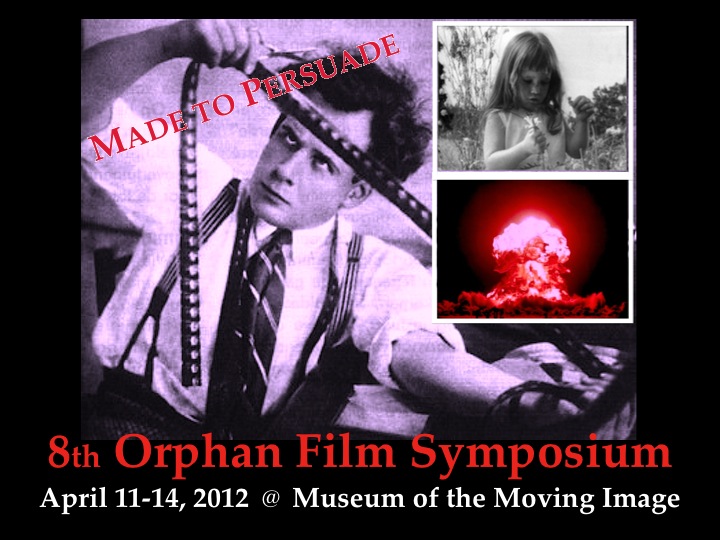 MADE TO PERSUADE
8th Orphan Film Symposium
April 11-14, 2012 @ Museum of the Moving Image